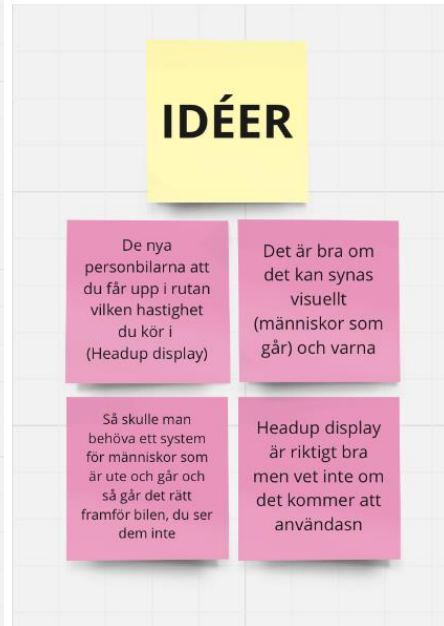 IDÉER
De nya
personbilarna att
du får upp i rutan
vilken hastighet
du kör i
(Headup display)
Det är bra om
det kan synas
visuellt
(människor som
går) och varna
Så skulle man
behöva ett system
för människor som
är ute och går och
så går det rätt
framför bilen, du ser
dem inte
Headup display
är riktigt bra
men vet inte om
det kommer att
användasn